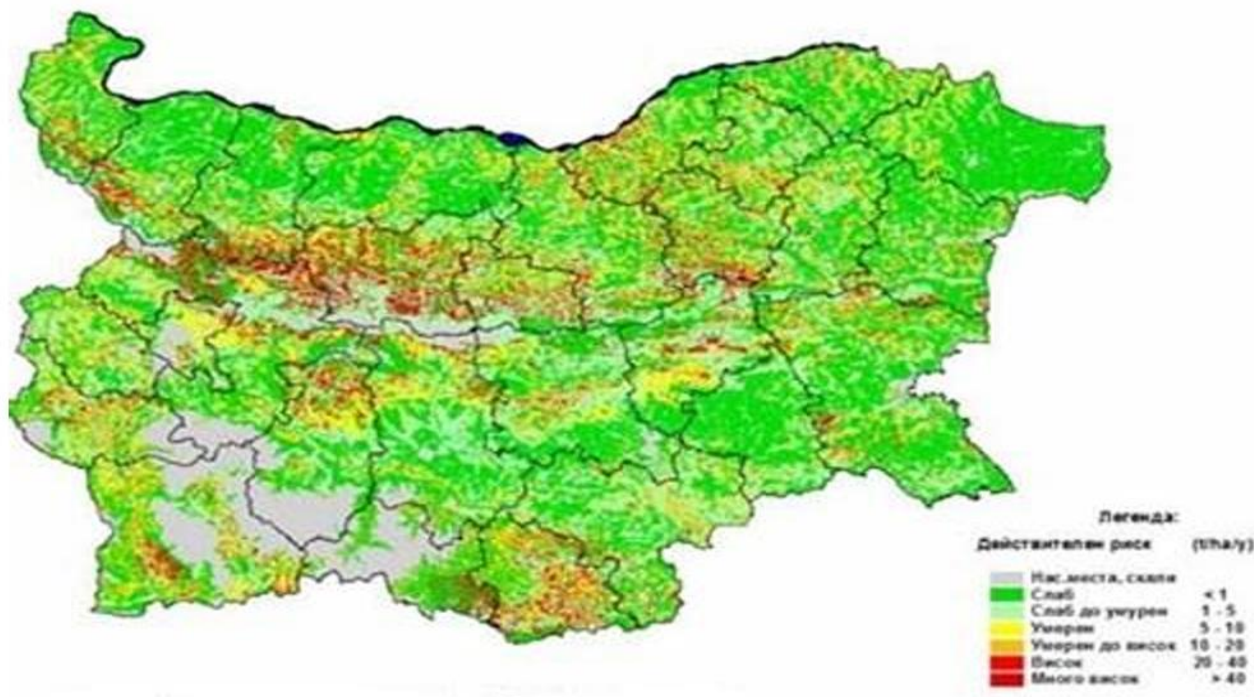 Легенда:
Действителен риск (t/ha/y)
Нас.места, скали
Слаб < 1
Слаб до умерен 1 - 5
Умерен 5 - 10
Умерен до висок 10 - 20
Висок 20 - 40
Много висок > 40